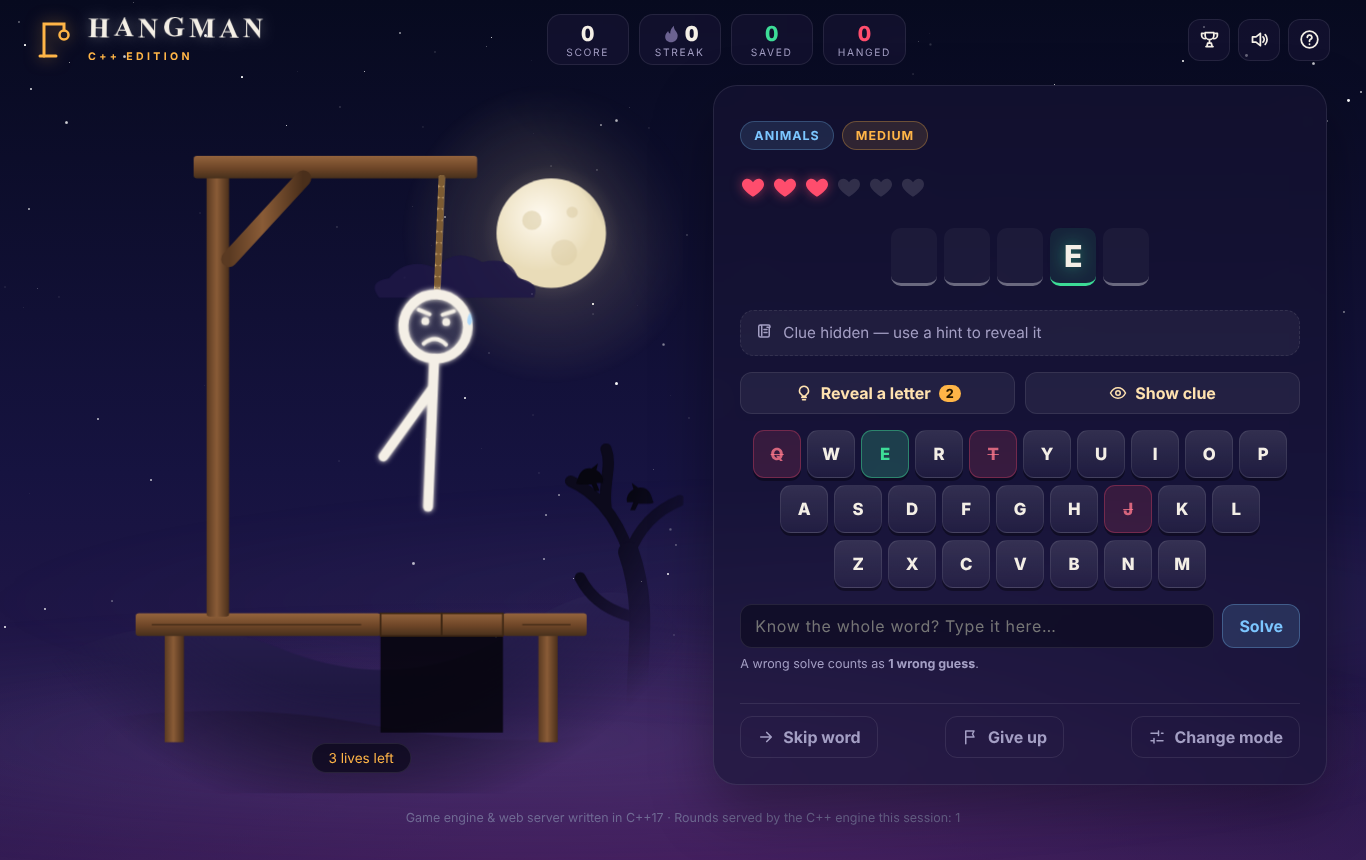 HANGMAN
C++ EDITION
0
SCORE
0
STREAK
0
SAVED
0
HANGED
ANIMALS
MEDIUM
E
Clue hidden — use a hint to reveal it
Reveal a letter 2
Show clue
Q W E R T Y U I O P
A S D F G H J K L
Z X C V B N M
Know the whole word? Type it here...
Solve
A wrong solve counts as 1 wrong guess.
Skip word
Give up
Change mode
3 lives left
Game engine & web server written in C++17 · Rounds served by the C++ engine this session: 1